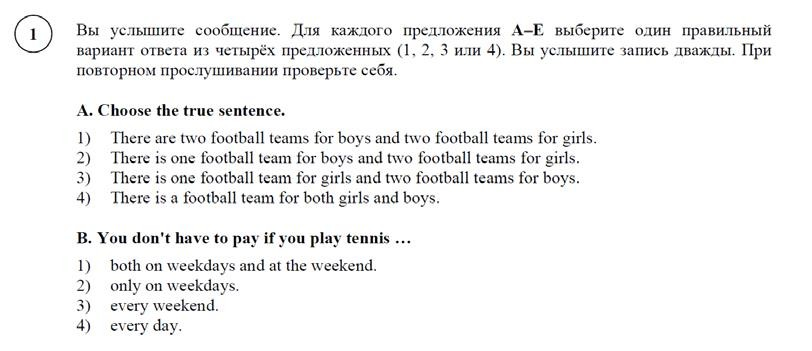 1
Вы услышите сообщение. Для каждого предложения A–E выберите один правильный
вариант ответа из четырёх предложенных (1, 2, 3 или 4). Вы услышите запись дважды. При
повторном прослушивании проверьте себя.
A. Choose the true sentence.
1) There are two football teams for boys and two football teams for girls.
2) There is one football team for boys and two football teams for girls.
3) There is one football team for girls and two football teams for boys.
4) There is a football team for both girls and boys.
B. You don't have to pay if you play tennis …
1) both on weekdays and at the weekend.
2) only on weekdays.
3) every weekend.
4) every day.